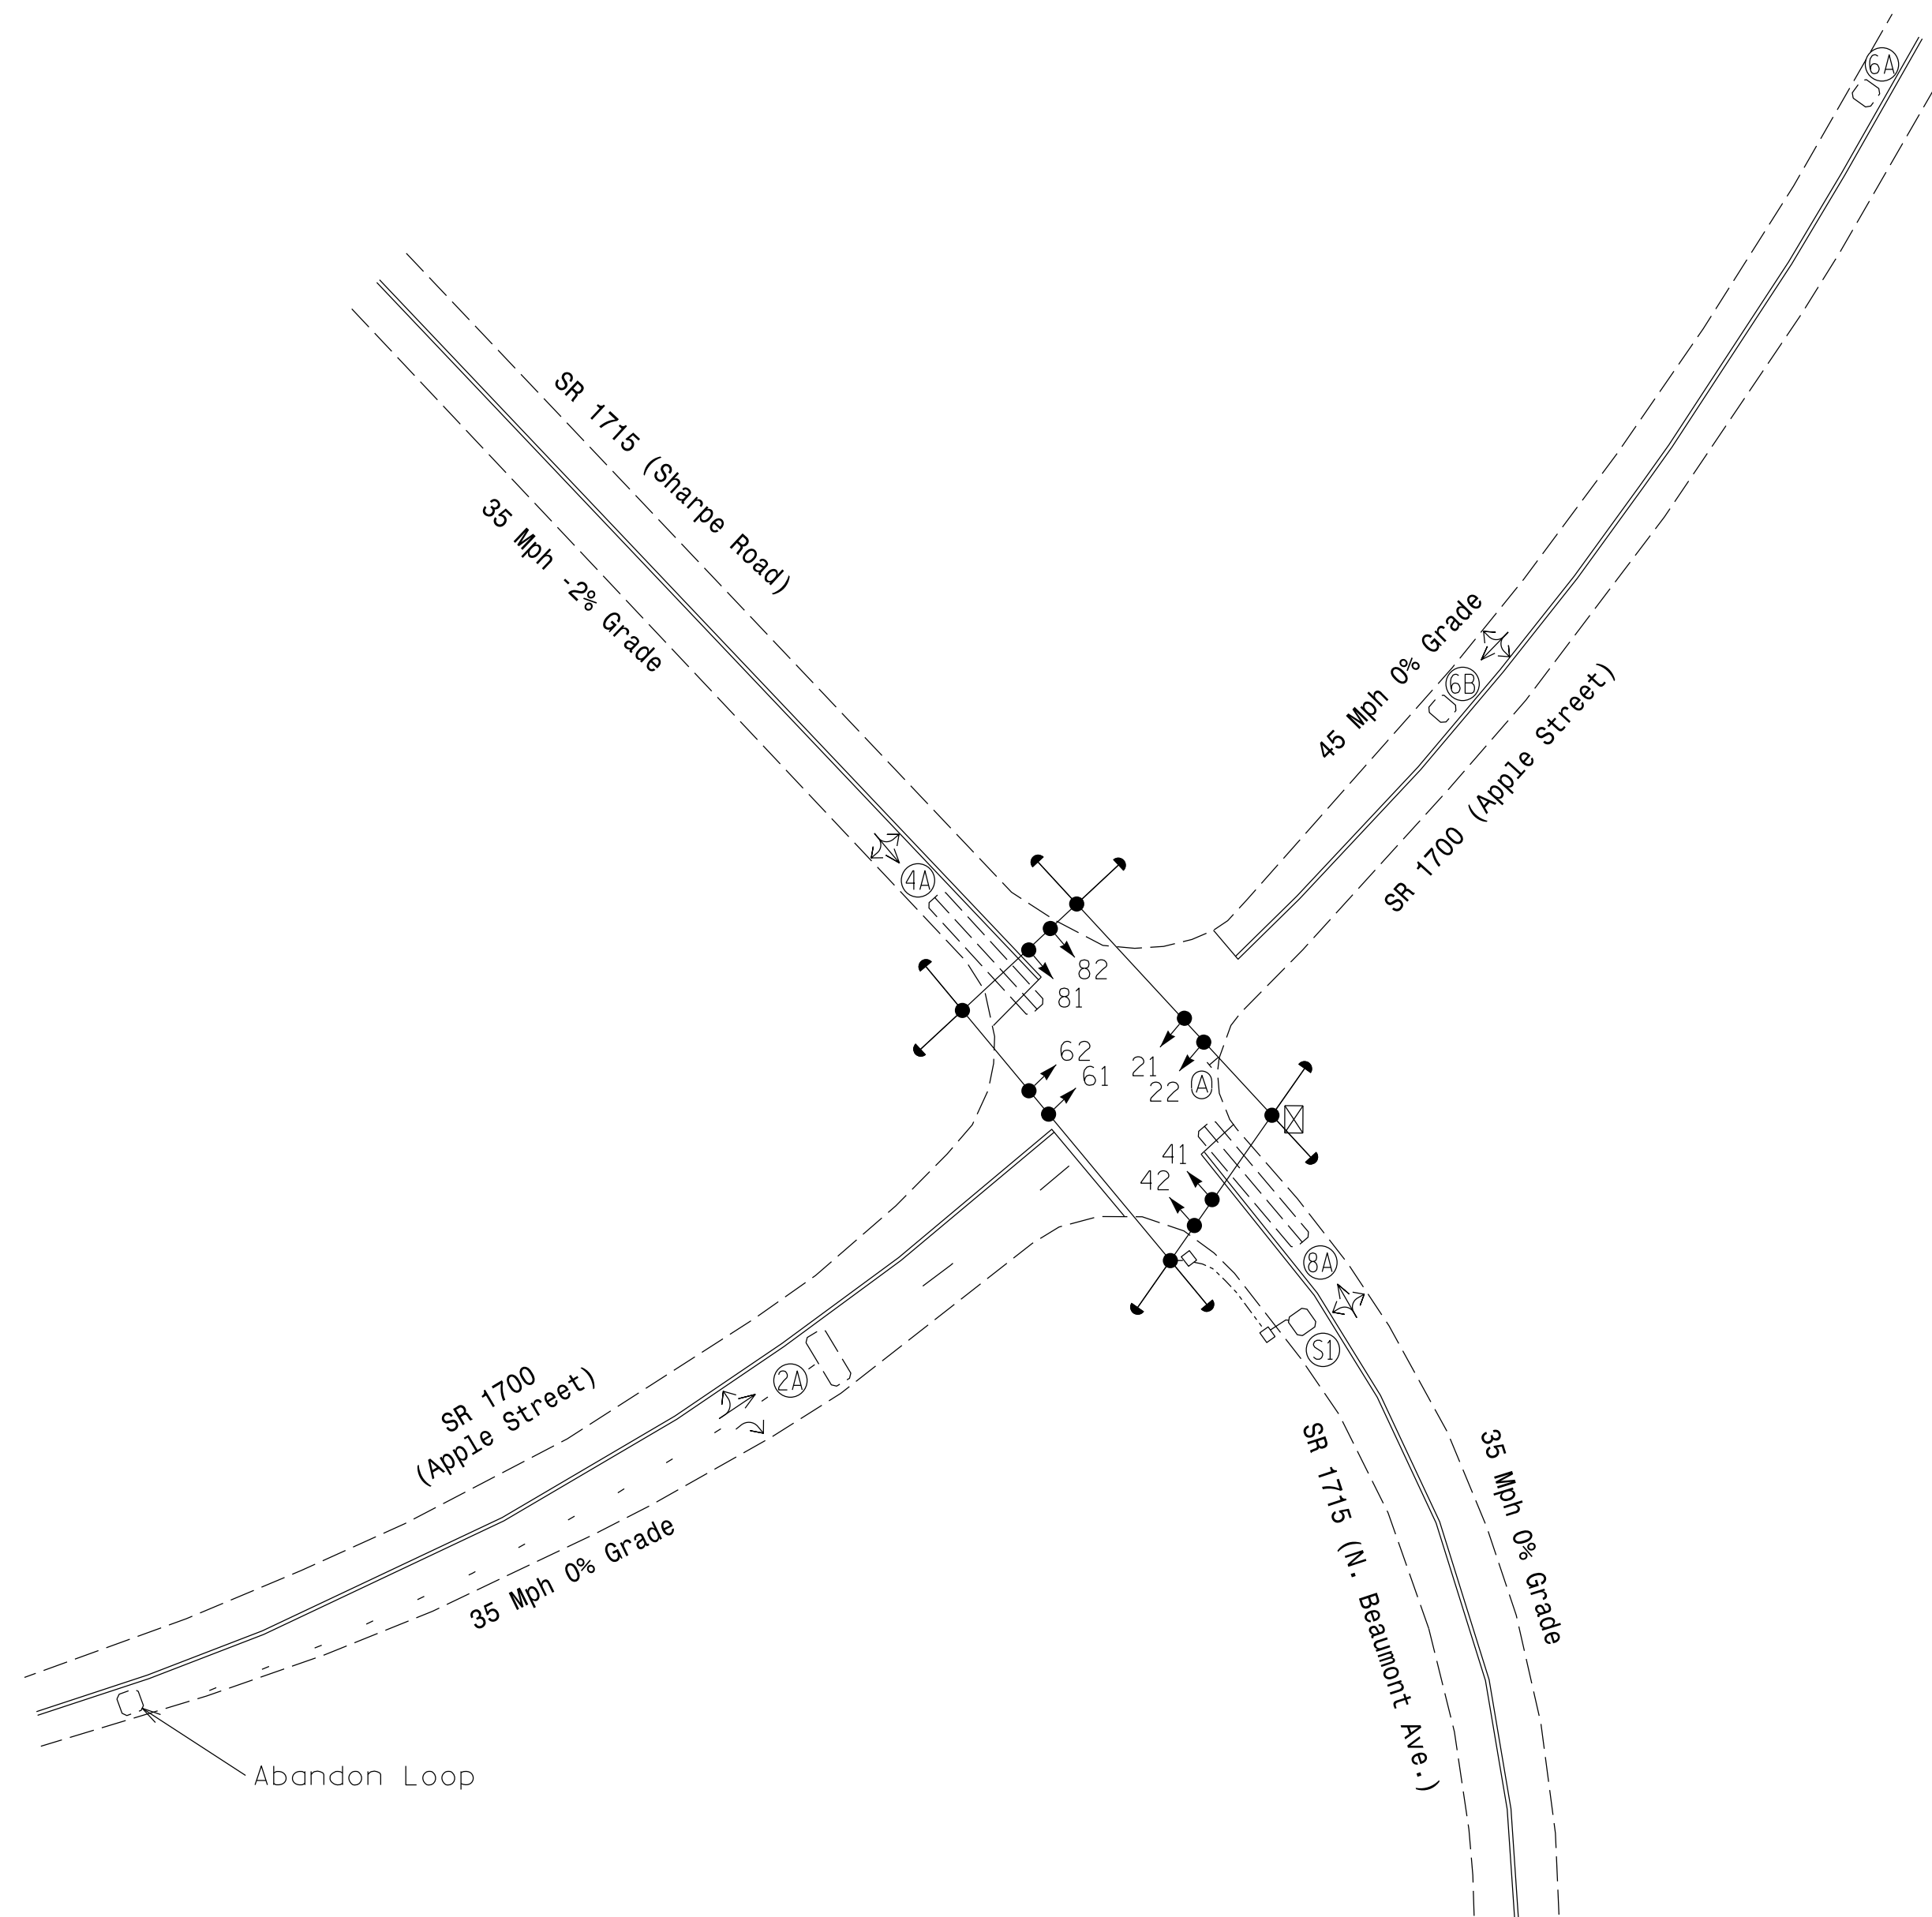 6A
SR 1715 (Sharpe Road)
35 Mph -2% Grade
45 Mph 0% Grade
6B
SR 1700 (Apple Street)
4A
82
81
62
61
21
22
A
41
42
8A
S1
2A
SR 1700
(Apple Street)
35 Mph 0% Grade
SR 1715 (N. Beaumont Ave.)
35 Mph 0% Grade
Abandon Loop